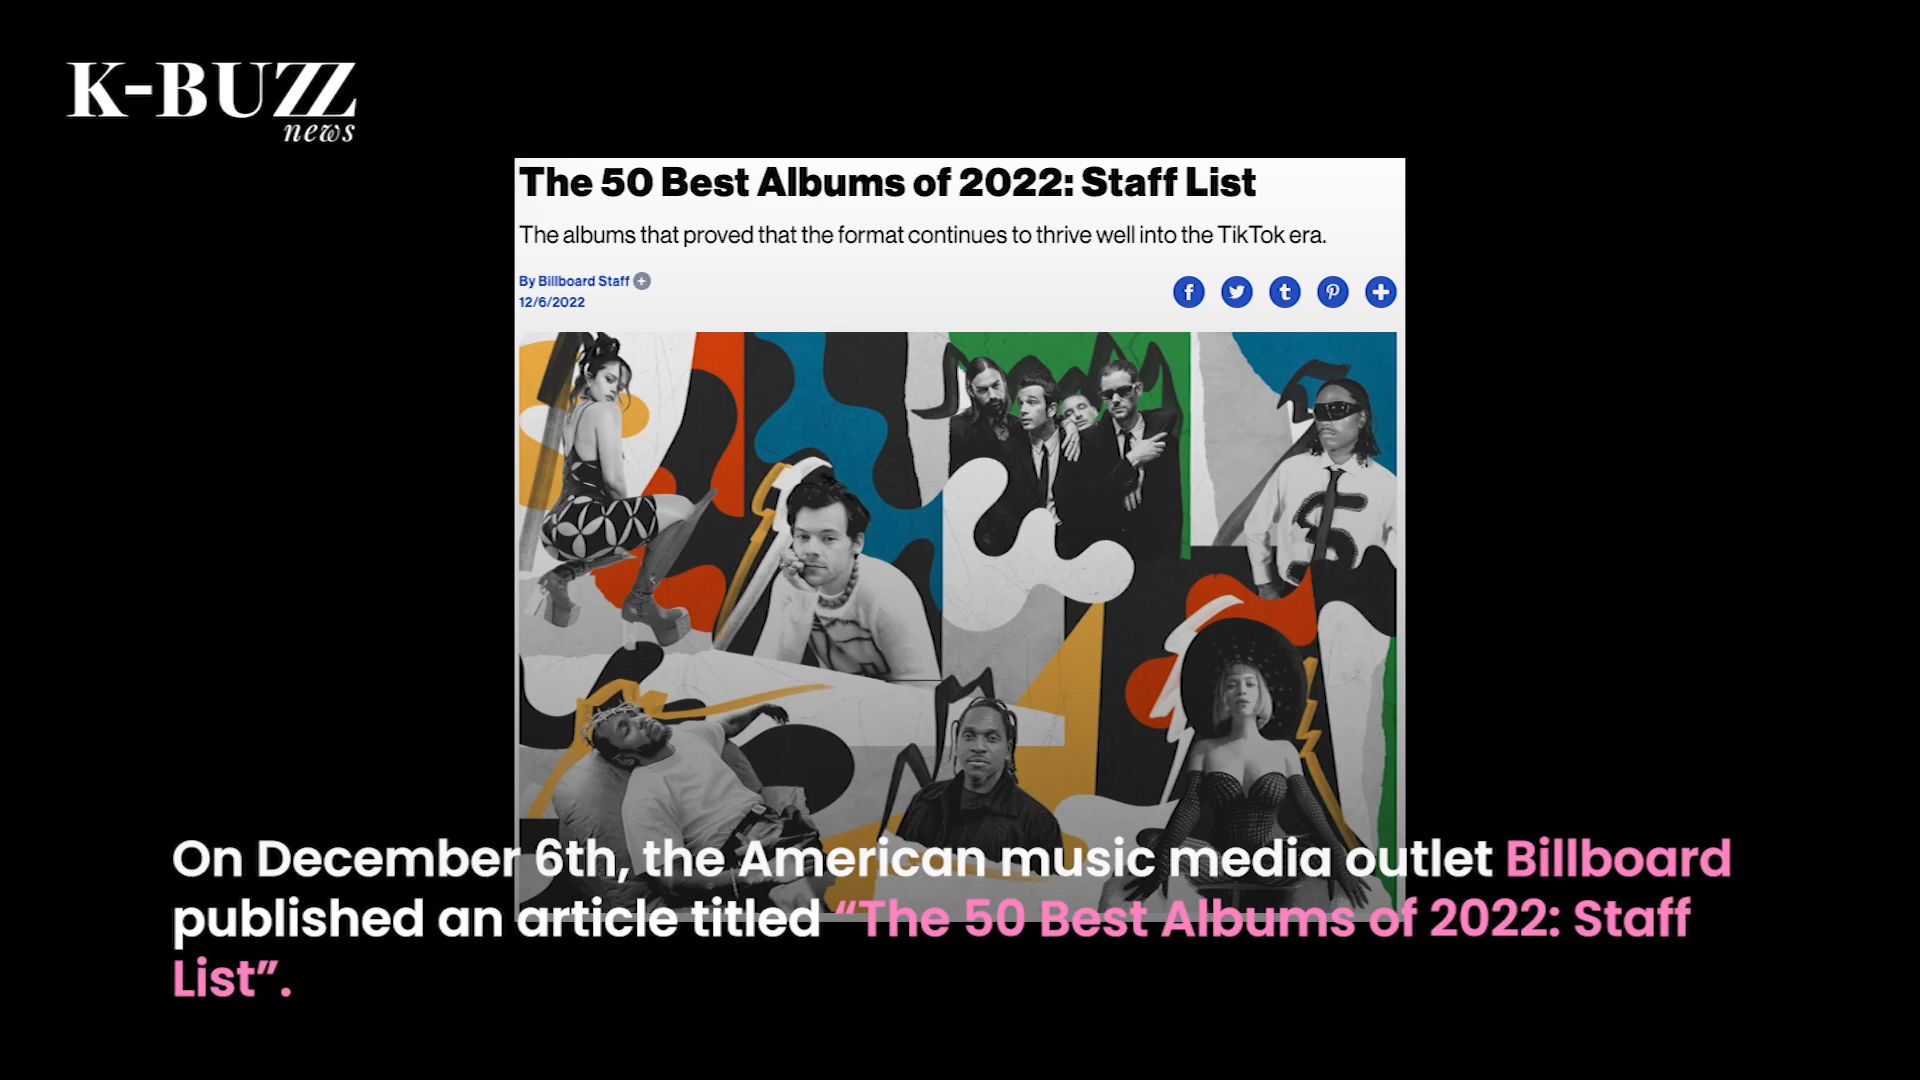 K-BUZZ
news
The 50 Best Albums of 2022: Staff List
The albums that proved that the format continues to thrive well into the TikTok era.
By Billboard Staff
12/6/2022
On December 6th, the American music media outlet Billboard
published an article titled “The 50 Best Albums of 2022: Staff
List”.